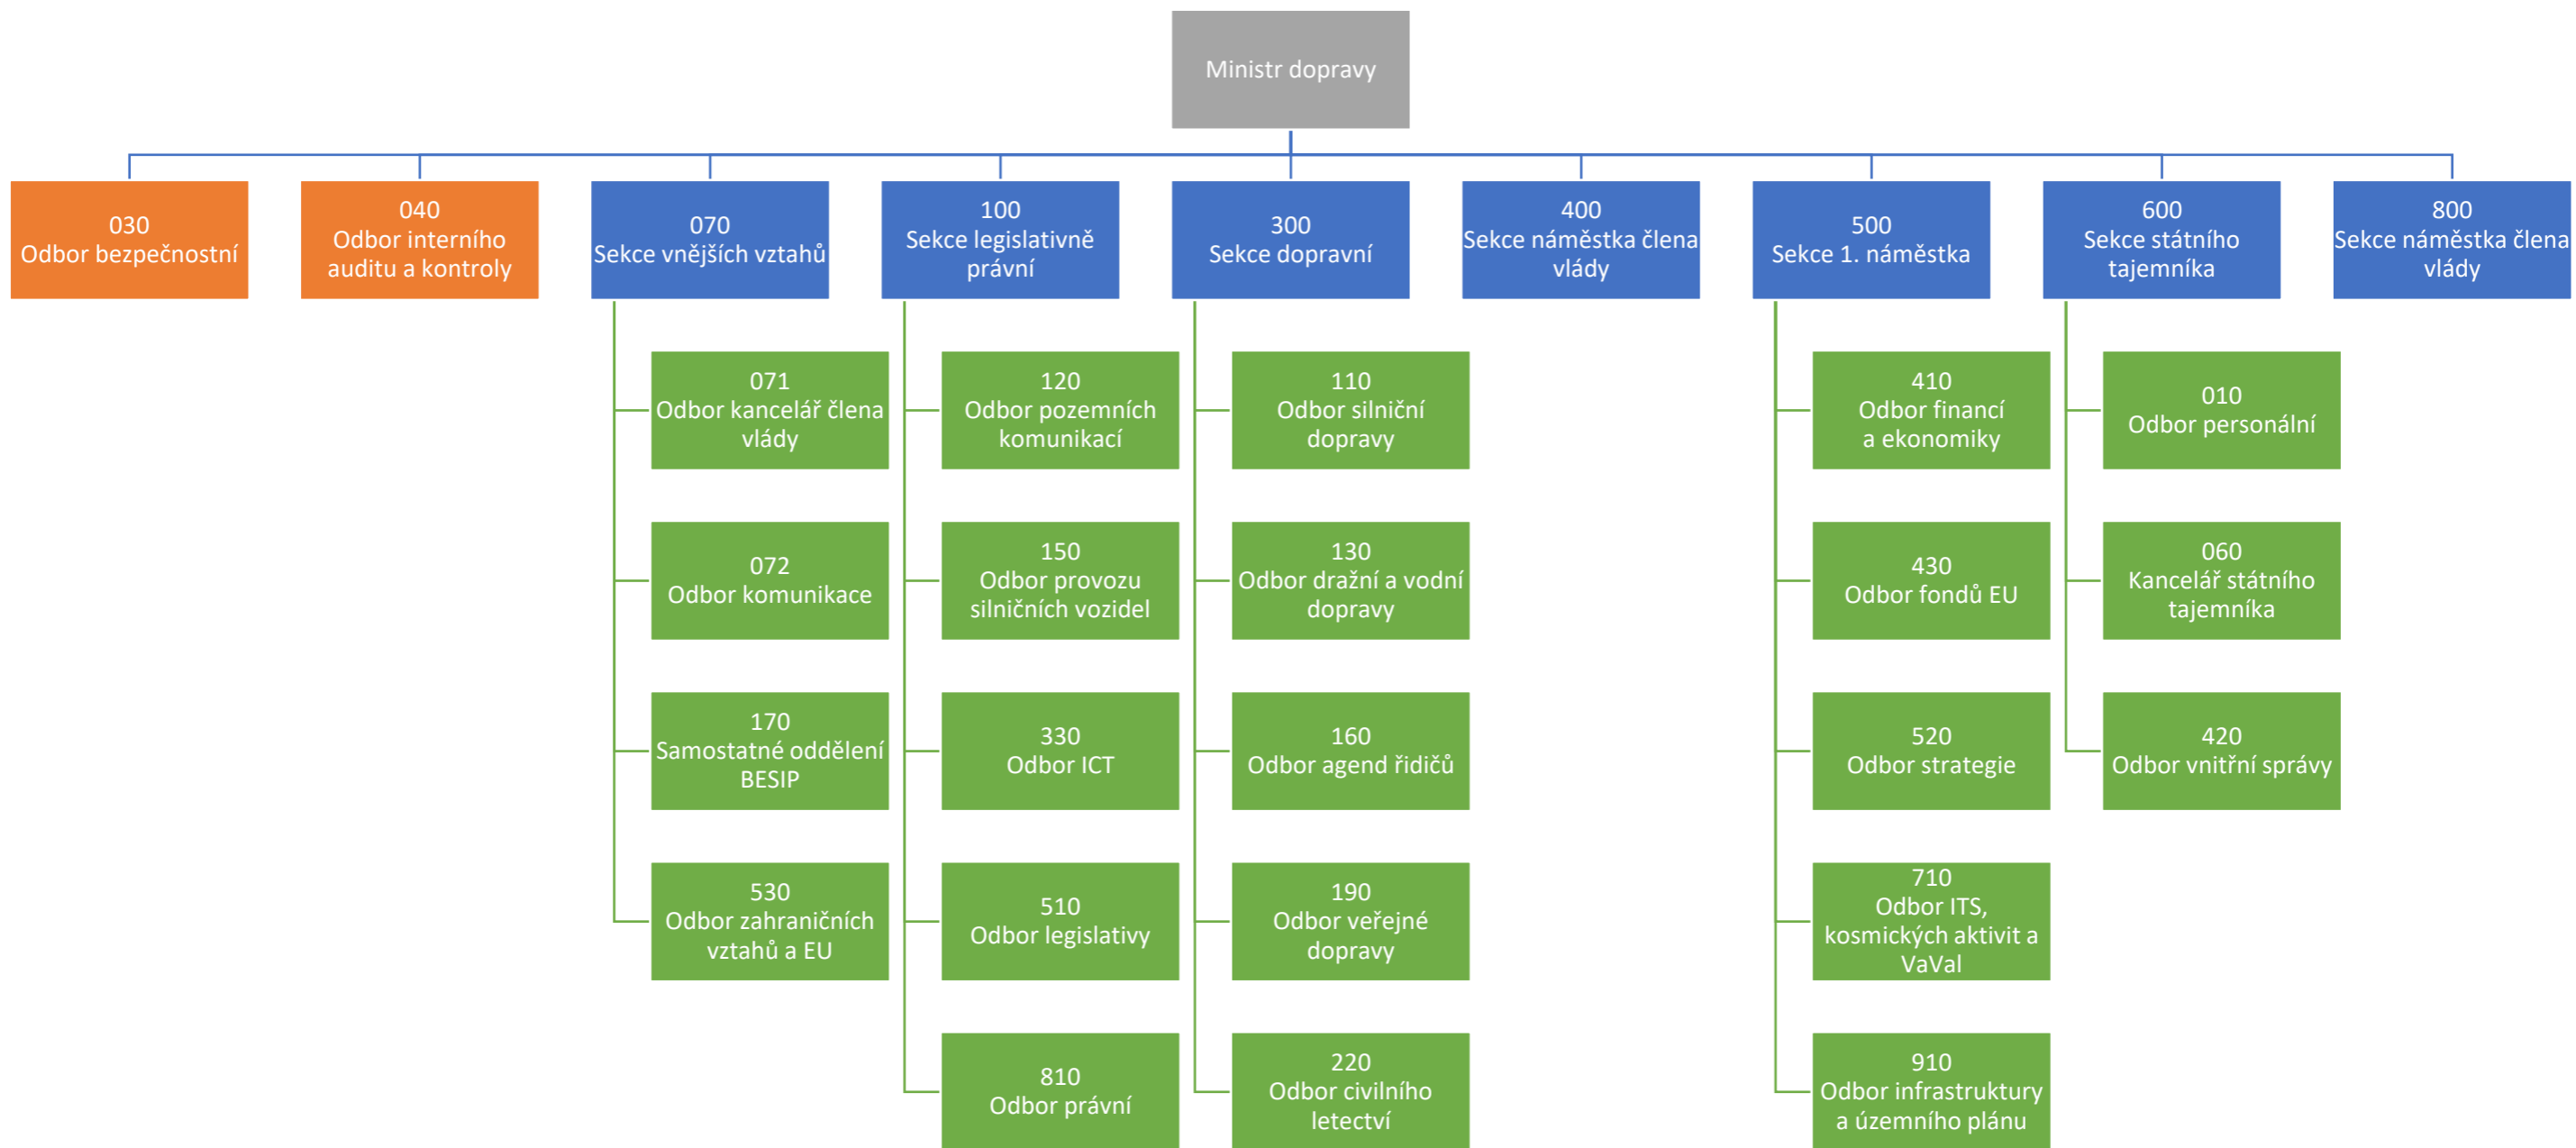 Ministr dopravy
030
Odbor bezpečnostní
040
Odbor interního
auditu a kontroly
070
Sekce vnějších vztahů
100
Sekce legislativně
právní
300
Sekce dopravní
400
Sekce náměstka člena
vlády
500
Sekce 1. náměstka
600
Sekce státního
tajemníka
800
Sekce náměstka člena
vlády
071
Odbor kancelář člena
vlády
072
Odbor komunikace
170
Samostatné oddělení
BESIP
530
Odbor zahraničních
vztahů a EU
120
Odbor pozemních
komunikací
150
Odbor provozu
silničních vozidel
330
Odbor ICT
510
Odbor legislativy
810
Odbor právní
110
Odbor silniční
dopravy
130
Odbor drážní a vodní
dopravy
160
Odbor agend řidičů
190
Odbor veřejné
dopravy
220
Odbor civilního
letectví
410
Odbor financí
a ekonomiky
430
Odbor fondů EU
520
Odbor strategie
710
Odbor ITS,
kosmických aktivit a
VaVaI
910
Odbor infrastruktury
a územního plánu
010
Odbor personální
060
Kancelář státního
tajemníka
420
Odbor vnitřní správy